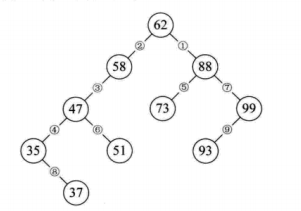 62
② ①
58 88
③ ⑤ ⑦
47 73 99
④ ⑥ ⑨
35 51 93
⑧
37